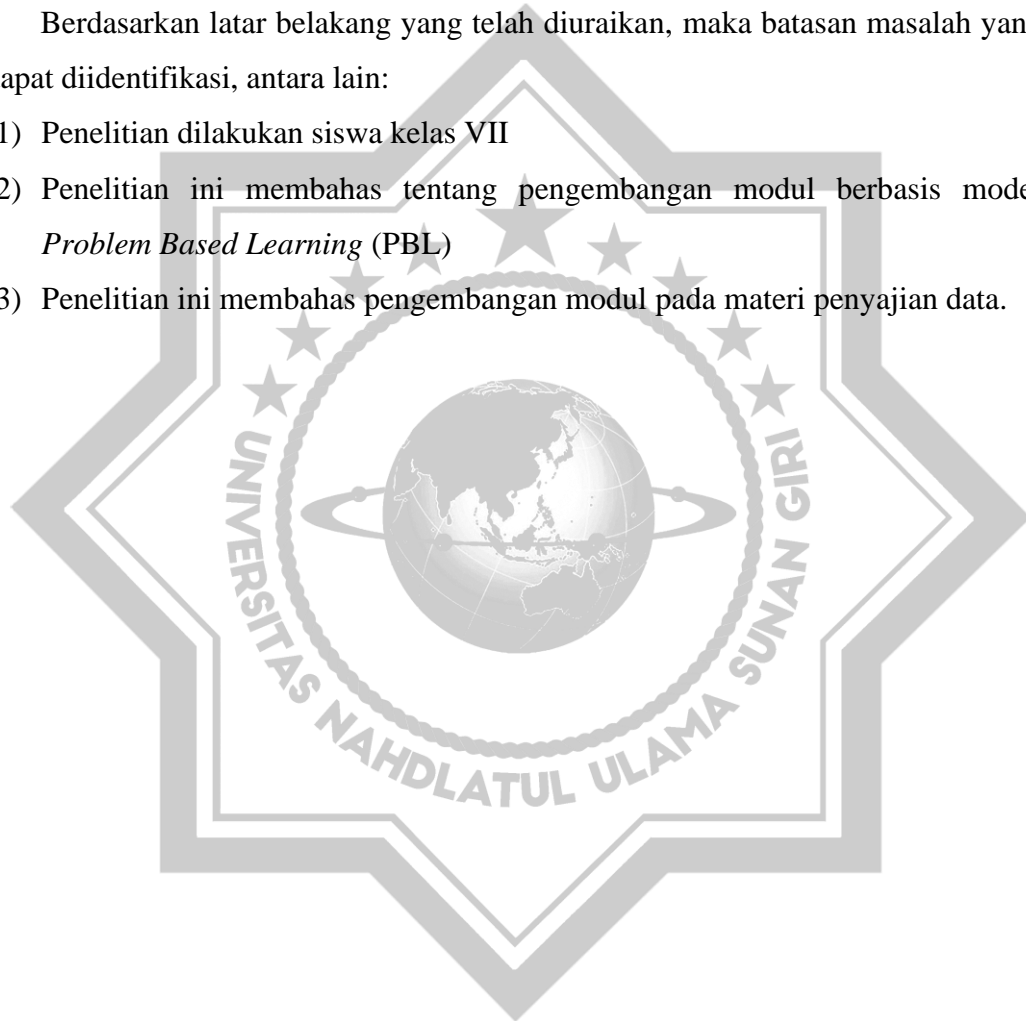 Berdasarkan latar belakang yang telah diuraikan, maka batasan masalah yan
apat diidentifikasi, antara lain:
1) Penelitian dilakukan siswa kelas VII
2) Penelitian ini membahas tentang pengembangan modul berbasis mode
Problem Based Learning (PBL)
3) Penelitian ini membahas pengembangan modul pada materi penyajian data.
UNIVERSITAS NAHDLATUL ULAMA SUNAN GIRI